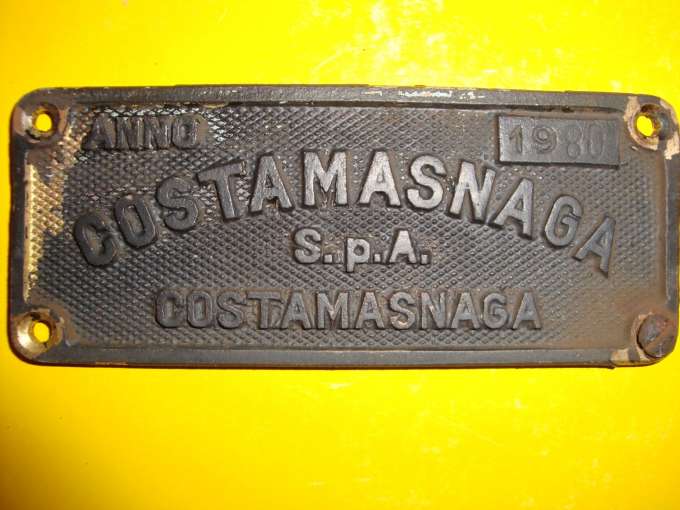 ANNO 1980
COSTAMASNAGA
S.p.A.
COSTAMASNAGA